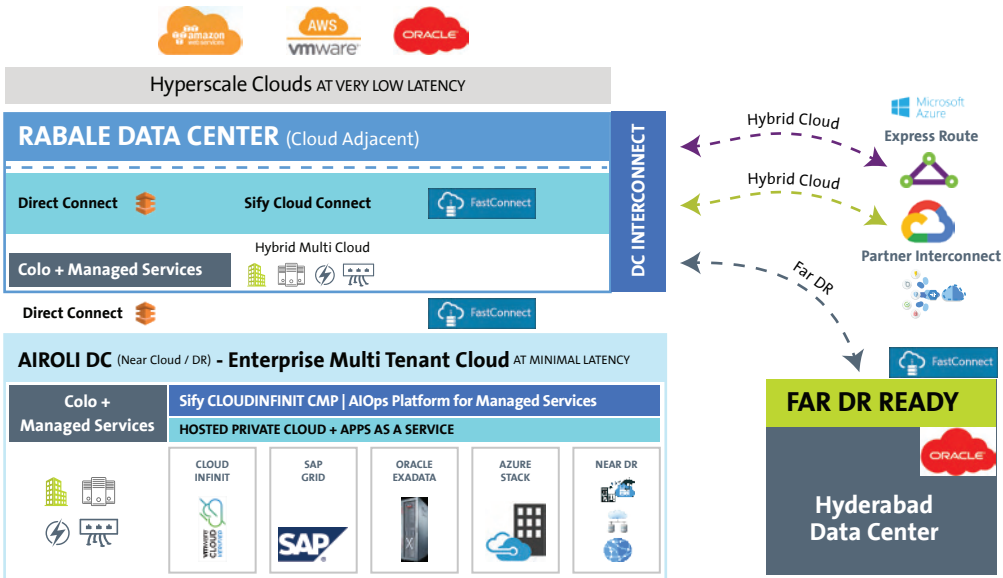 amazon
web services
AWS
vmware
ORACLE
Hyperscale Clouds AT VERY LOW LATENCY
RABALE DATA CENTER (Cloud Adjacent)
Direct Connect
Sify Cloud Connect
FastConnect
Hybrid Multi Cloud
Colo + Managed Services
DC INTERCONNECT
Hybrid Cloud
Hybrid Cloud
Far DR
Microsoft
Azure
Express Route
Partner Interconnect
Direct Connect
FastConnect
AIROLI DC (Near Cloud / DR) - Enterprise Multi Tenant Cloud AT MINIMAL LATENCY
Colo +
Managed Services
Sify CLOUDINFINIT CMP | AIOps Platform for Managed Services
HOSTED PRIVATE CLOUD + APPS AS A SERVICE
CLOUD
INFINIT
vmware
CLOUD
VERIFIED
SAP
GRID
SAP
ORACLE
EXADATA
X
AZURE
STACK
NEAR DR
FastConnect
FAR DR READY
ORACLE
Hyderabad
Data Center